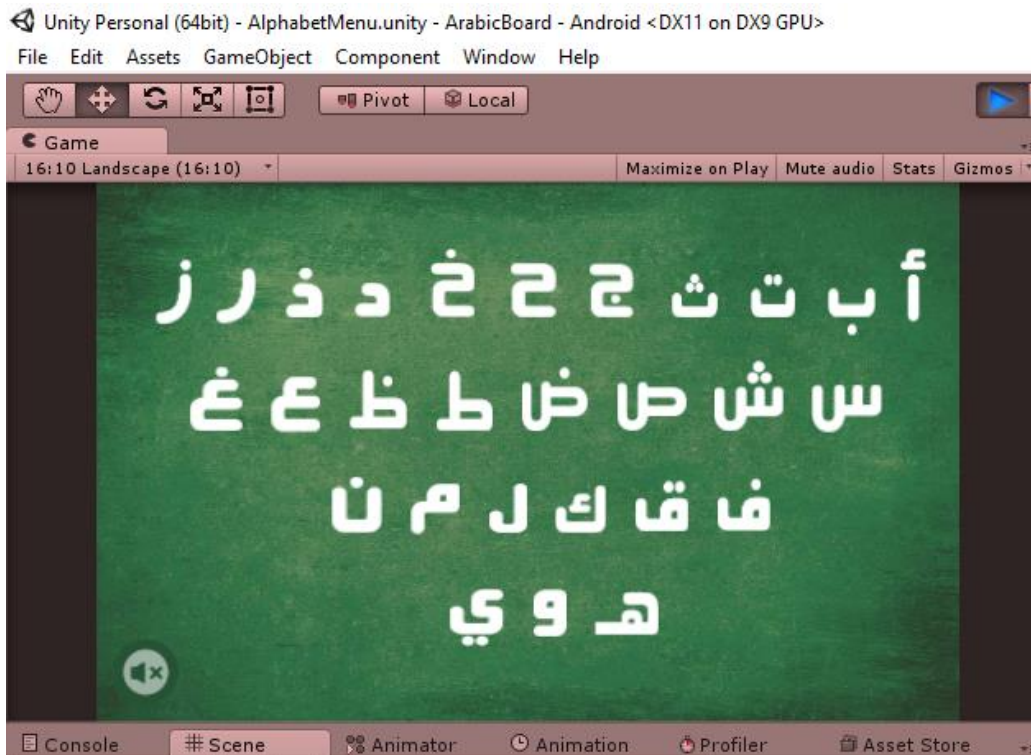 Unity Personal (64bit) - AlphabetMenu.unity - ArabicBoard - Android <DX11 on DX9 GPU>
File Edit Assets GameObject Component Window Help
Pivot Local
Game
16:10 Landscape (16:10) Maximize on Play Mute audio Stats Gizmos
أ ب ت ث ج ح خ د ذ ر ز
س ش ص ض ط ظ ع غ
ف ق ك ل م ن
هـ و ي
Console Scene Animator Animation Profiler Asset Store